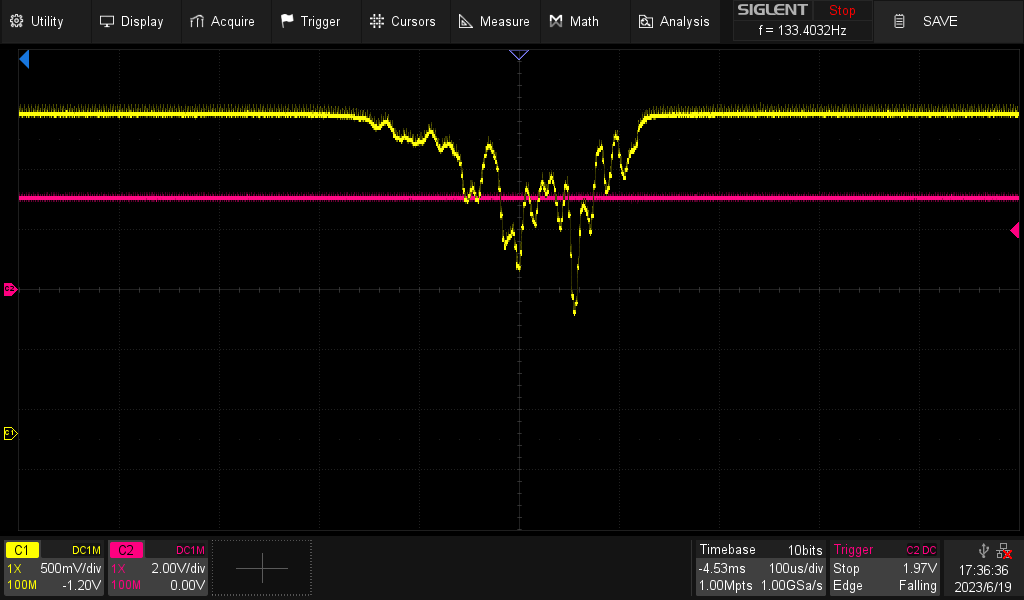 Utility Display Acquire Trigger Cursors Measure Math Analysis SIGLENT Stop SAVE
f = 133.4032Hz
C2
C1
C1 DC1M C2 DC1M Timebase 10bits Trigger C2 DC
1X 500mV/div 1X 2.00V/div -4.53ms 100us/div Stop 1.97V 17:36:36
100M -1.20V 100M 0.00V 1.00Mpts 1.00GSa/s Edge Falling 2023/6/19